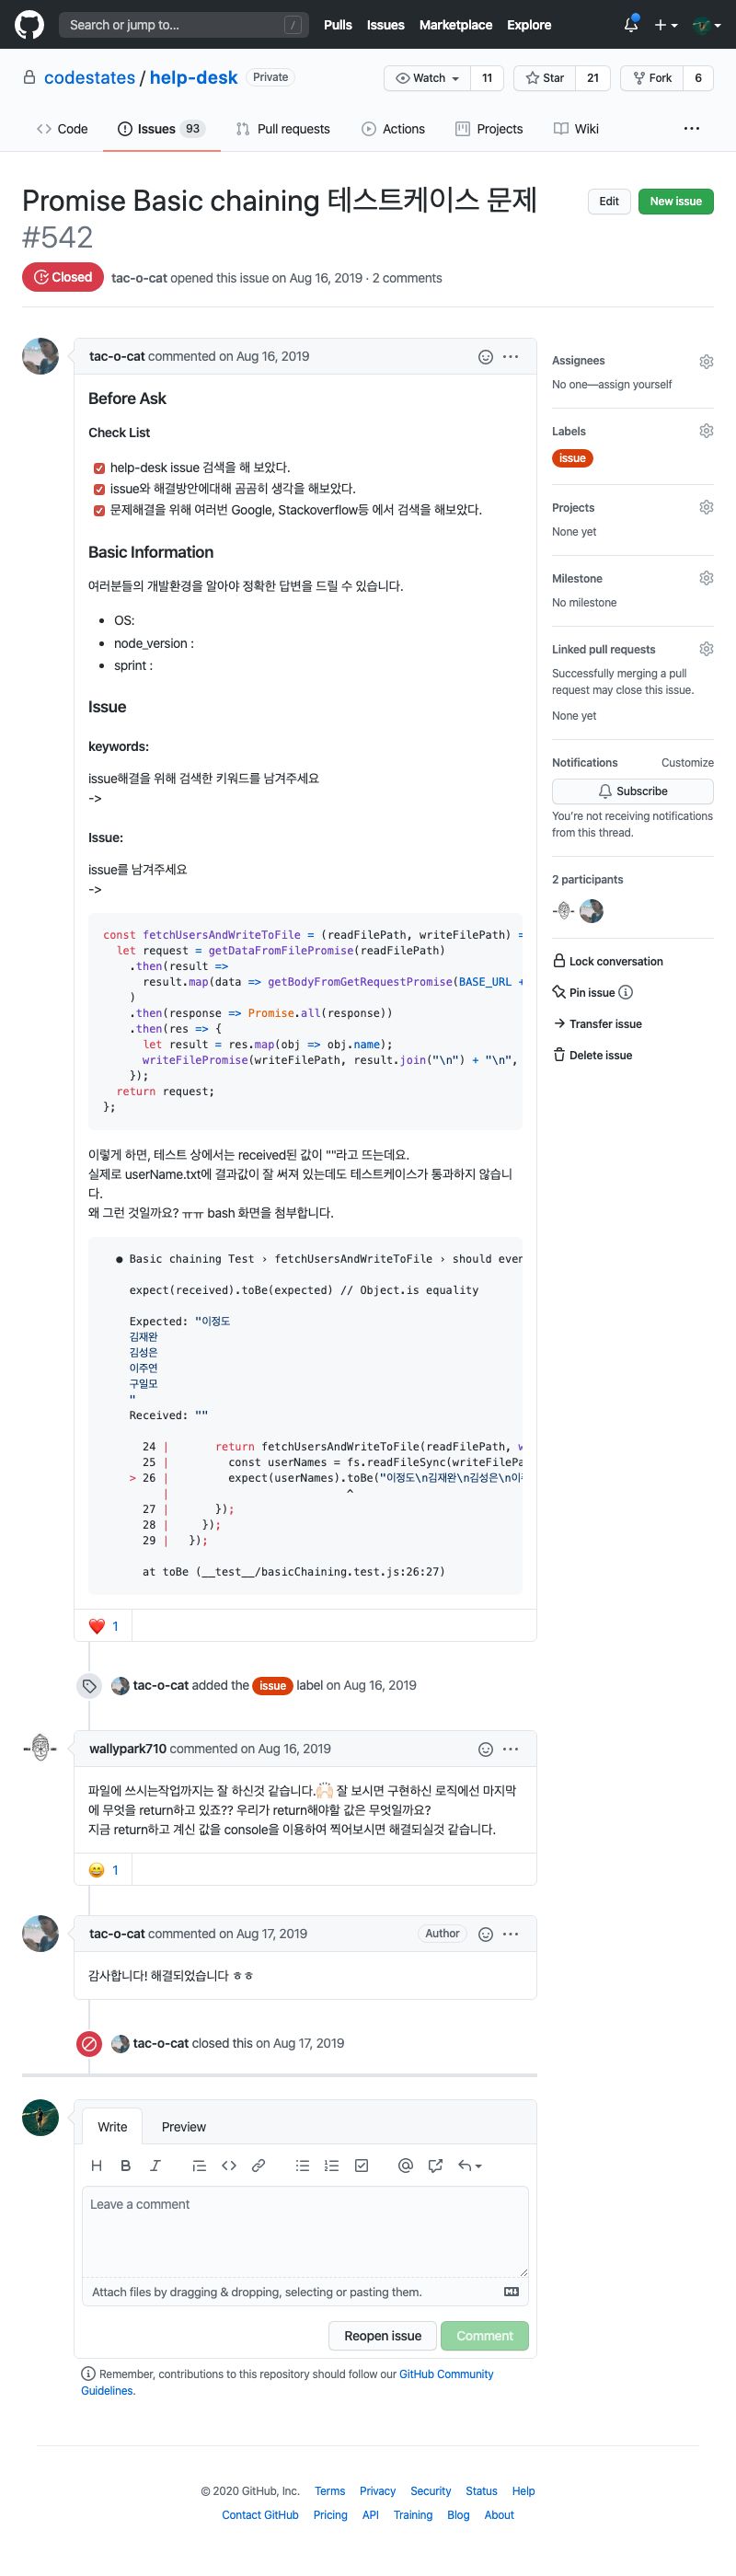 Search or jump to... /
Pulls Issues Marketplace Explore
codestates / help-desk Private
Watch 11 Star 21 Fork 6
Code Issues 93 Pull requests Actions Projects Wiki ...
Promise Basic chaining 테스트케이스 문제
#542
Edit New issue
Closed tac-o-cat opened this issue on Aug 16, 2019 · 2 comments
tac-o-cat commented on Aug 16, 2019
Before Ask
Check List
help-desk issue 검색을 해 보았다.
issue와 해결방안에대해 곰곰히 생각을 해보았다.
문제해결을 위해 여러번 Google, Stackoverflow등 에서 검색을 해보았다.
Basic Information
여러분들의 개발환경을 알아야 정확한 답변을 드릴 수 있습니다.
• OS:
• node_version :
• sprint :
Issue
keywords:
issue해결을 위해 검색한 키워드를 남겨주세요
->
Issue:
issue를 남겨주세요
->
const fetchUsersAndWriteToFile = (readFilePath, writeFilePath) =
let request = getDataFromFilePromise(readFilePath)
.then(result =>
result.map(data => getBodyFromGetRequestPromise(BASE_URL +
)
.then(response => Promise.all(response))
.then(res => {
let result = res.map(obj => obj.name);
writeFilePromise(writeFilePath, result.join("\n") + "\n",
});
return request;
};
이렇게 하면, 테스트 상에서는 received된 값이 ""라고 뜨는데요.
실제로 userName.txt에 결과값이 잘 써져 있는데도 테스트케이스가 통과하지 않습니
다.
왜 그런 것일까요? ㅠㅠ bash 화면을 첨부합니다.
● Basic chaining Test › fetchUsersAndWriteToFile › should ever
expect(received).toBe(expected) // Object.is equality
Expected: "이정도
김재완
김성은
이주연
구일모
"
Received: ""
24 | return fetchUsersAndWriteToFile(readFilePath, w
25 | const userNames = fs.readFileSync(writeFilePa
> 26 | expect(userNames).toBe("이정도\n김재완\n김성은\n이주
| ^
27 | });
28 | });
29 | });
at toBe (__test__/basicChaining.test.js:26:27)
❤️ 1
tac-o-cat added the issue label on Aug 16, 2019
wallypark710 commented on Aug 16, 2019
파일에 쓰시는작업까지는 잘 하신것 같습니다.🙌🏻 잘 보시면 구현하신 로직에선 마지막
에 무엇을 return하고 있죠?? 우리가 return해야할 값은 무엇일까요?
지금 return하고 계신 값을 console을 이용하여 찍어보시면 해결되실것 같습니다.
😄 1
tac-o-cat commented on Aug 17, 2019 Author
감사합니다! 해결되었습니다 ㅎㅎ
tac-o-cat closed this on Aug 17, 2019
Write Preview
Leave a comment
Attach files by dragging & dropping, selecting or pasting them.
Reopen issue Comment
Remember, contributions to this repository should follow our GitHub Community
Guidelines.
Assignees
No one—assign yourself
Labels
issue
Projects
None yet
Milestone
No milestone
Linked pull requests
Successfully merging a pull
request may close this issue.
None yet
Notifications Customize
Subscribe
You're not receiving notifications
from this thread.
2 participants
Lock conversation
Pin issue
Transfer issue
Delete issue
© 2020 GitHub, Inc. Terms Privacy Security Status Help
Contact GitHub Pricing API Training Blog About